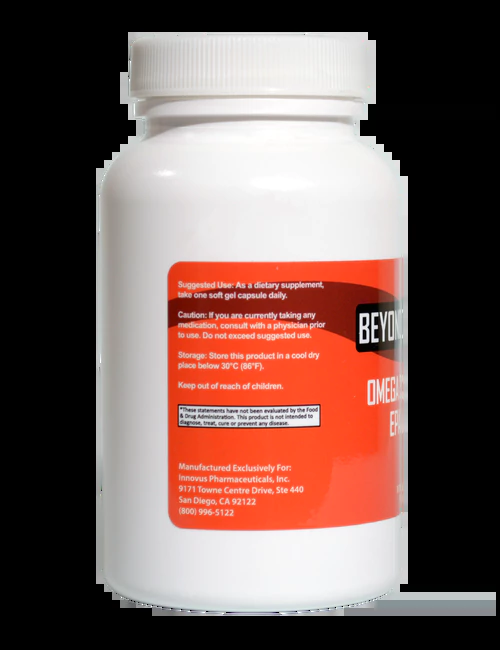 Suggested Use: As a dietary supplement,
take one soft gel capsule daily.
Caution: If you are currently taking any
medication, consult with a physician prior
to use. Do not exceed suggested use.
Storage: Store this product in a cool dry
place below 30°C (86°F).
Keep out of reach of children.
*These statements have not been evaluated by the Food
& Drug Administration. This product is not intended to
diagnose, treat, cure or prevent any disease.
Manufactured Exclusively For:
Innovus Pharmaceuticals, Inc.
9171 Towne Centre Drive, Ste 440
San Diego, CA 92122
(800) 996-5122
OMEGA